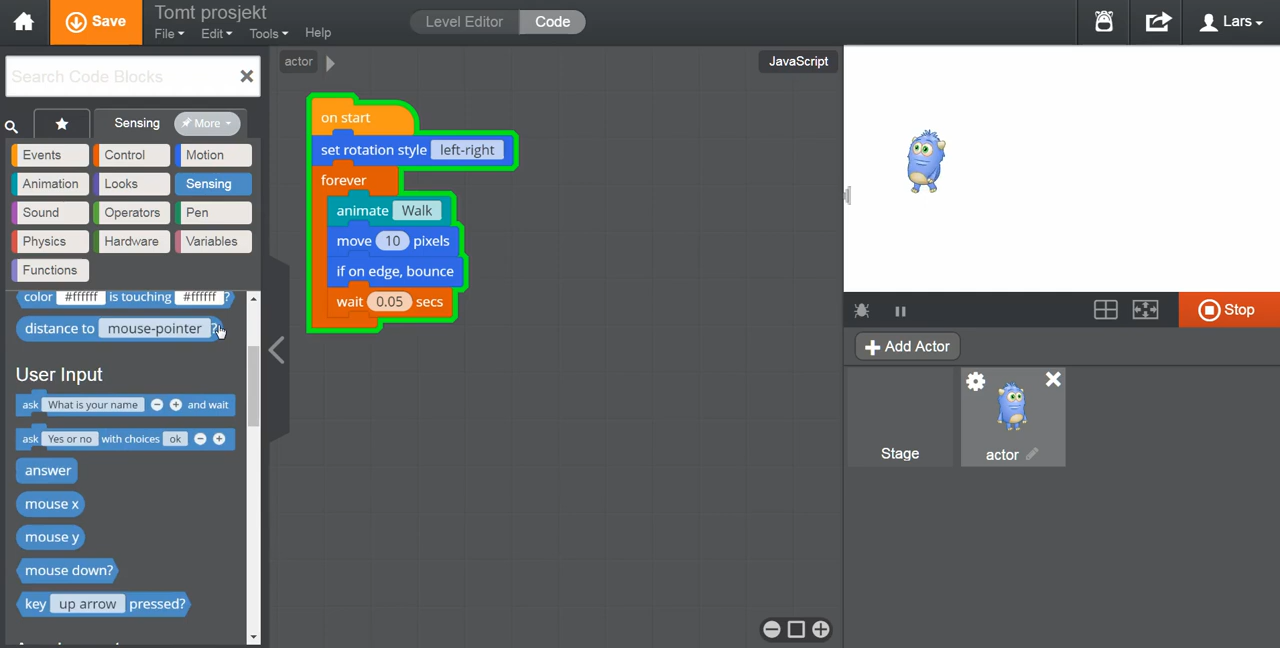 Save
Tomt prosjekt
File Edit Tools Help
Level Editor Code
Lars
Search Code Blocks
Sensing More
Events Control Motion
Animation Looks Sensing
Sound Operators Pen
Physics Hardware Variables
Functions
color #ffffff is touching #ffffff ?
distance to mouse-pointer ?
User Input
ask What is your name and wait
ask Yes or no with choices ok
answer
mouse x
mouse y
mouse down?
key up arrow pressed?
actor
JavaScript
on start
set rotation style left-right
forever
animate Walk
move 10 pixels
if on edge, bounce
wait 0.05 secs
Stop
Add Actor
Stage
actor